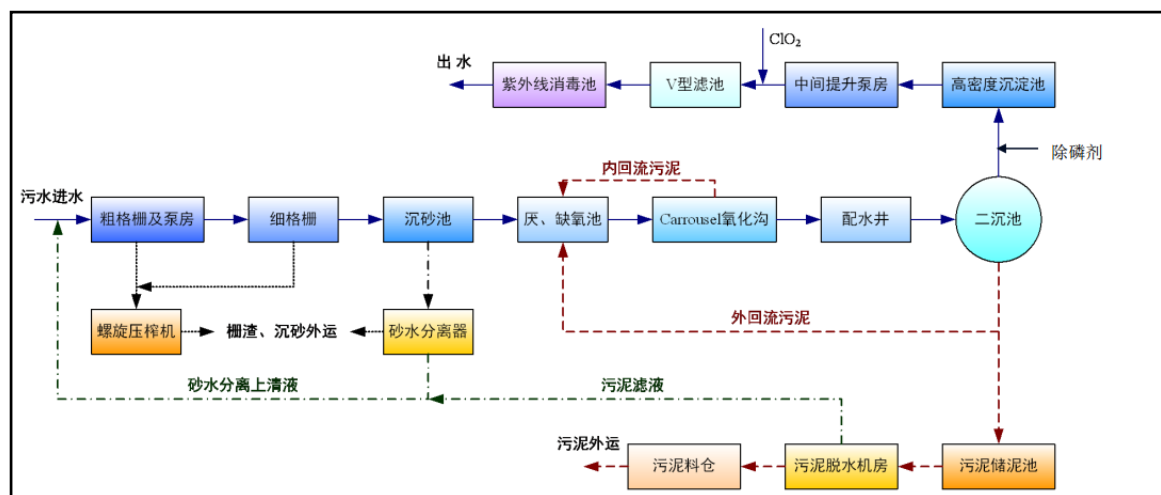 ClO₂
出 水
紫外线消毒池
V型滤池
中间提升泵房
高密度沉淀池
除磷剂
内回流污泥
污水进水
粗格栅及泵房
细格栅
沉砂池
厌、缺氧池
Carrousel氧化沟
配水井
二沉池
外回流污泥
螺旋压榨机
栅渣、沉砂外运
砂水分离器
砂水分离上清液
污泥滤液
污泥外运
污泥料仓
污泥脱水机房
污泥储泥池